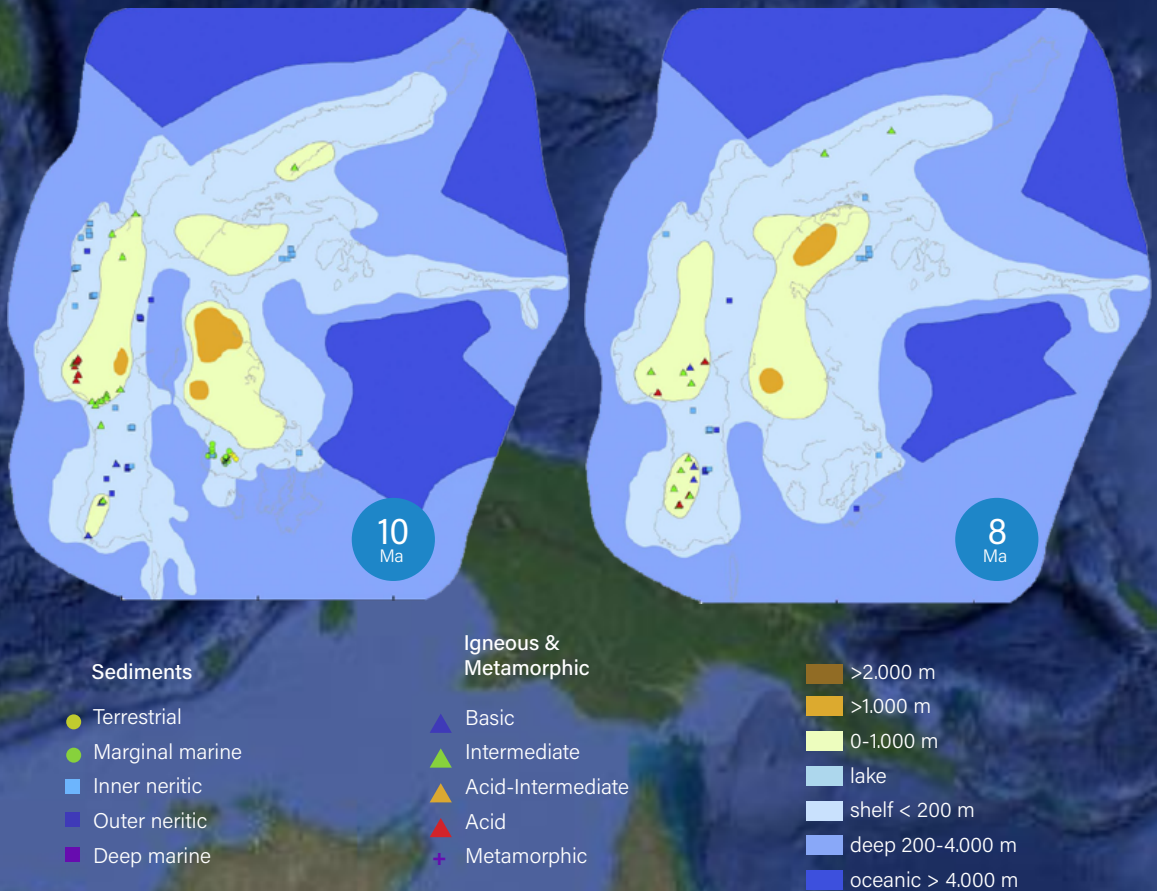 10
Ma
8
Ma
Sediments
Terrestrial
Marginal marine
Inner neritic
Outer neritic
Deep marine
Igneous &
Metamorphic
Basic
Intermediate
Acid-Intermediate
Acid
Metamorphic
>2.000 m
>1.000 m
0-1.000 m
lake
shelf < 200 m
deep 200-4.000 m
oceanic > 4.000 m